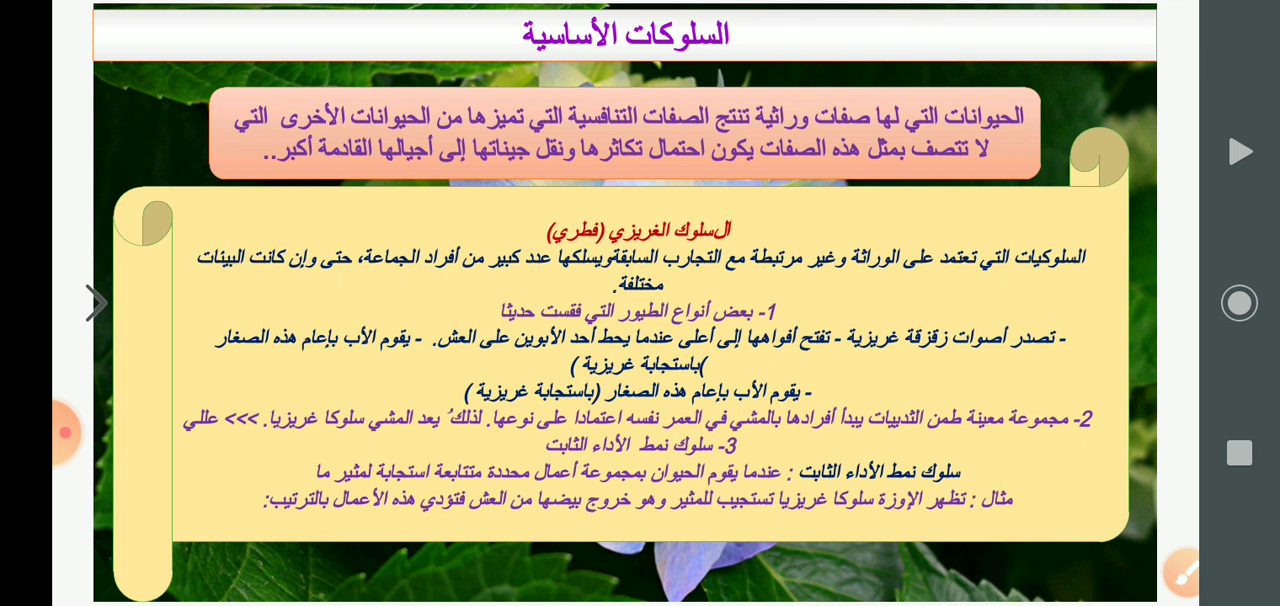 السلوكات الأساسية
الحيوانات التي لها صفات وراثية تنتج الصفات التنافسية التي تميزها من الحيوانات الأخرى التي
لا تتصف بمثل هذه الصفات يكون احتمال تكاثرها ونقل جيناتها إلى أجيالها القادمة أكبر..
السلوك الغريزي (فطري)
السلوكيات التي تعتمد على الوراثة وغير مرتبطة مع التجارب السابقةويسلكها عدد كبير من أفراد الجماعة، حتى وإن كانت البيئات
مختلفة.
1- بعض أنواع الطيور التي فقست حديثا
- تصدر أصوات زقزقة غريزية - تفتح أفواهها إلى أعلى عندما يحط أحد الأبوين على العش. - يقوم الأب بإعام هذه الصغار
)باستجابة غريزية )
- يقوم الأب بإعام هذه الصغار (باستجابة غريزية )
2- مجموعة معينة طمن الثدييات يبدأ أفرادها بالمشي في العمر نفسه اعتمادا على نوعها. لذلك ُ يعد المشي سلوكا غريزيا. >>> عللي
3- سلوك نمط الأداء الثابت
سلوك نمط الأداء الثابت : عندما يقوم الحيوان بمجموعة أعمال محددة متتابعة استجابة لمثير ما
مثال : تظهر الإوزة سلوكا غريزيا تستجيب للمثير وهو خروج بيضها من العش فتؤدي هذه الأعمال بالترتيب: